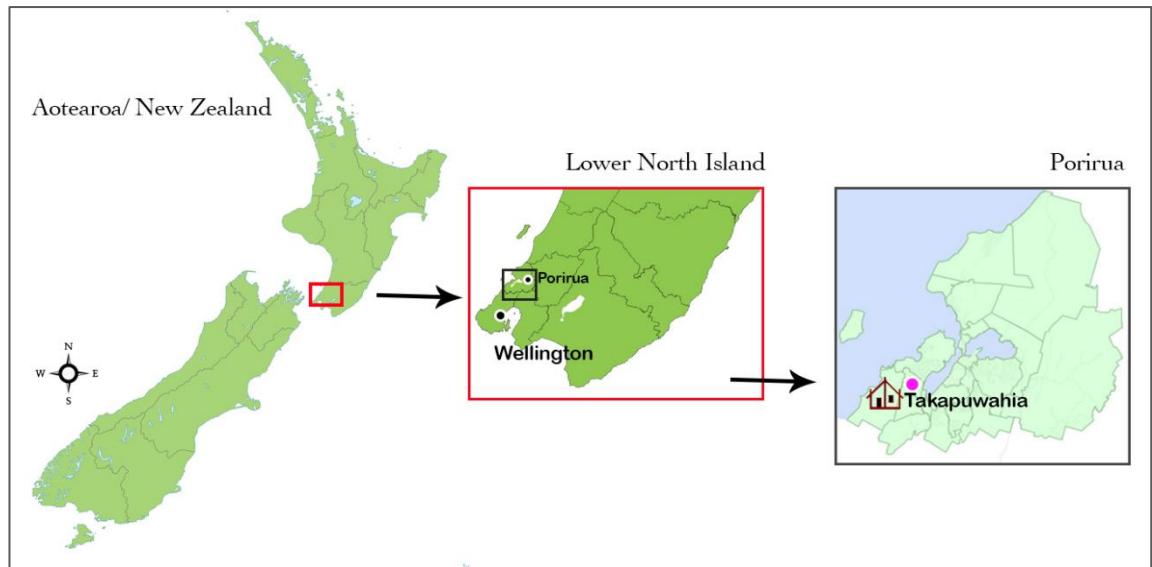 Aotearoa/ New Zealand
Lower North Island
Porirua
Porirua
Wellington
Takapuwahia
N
W E
S